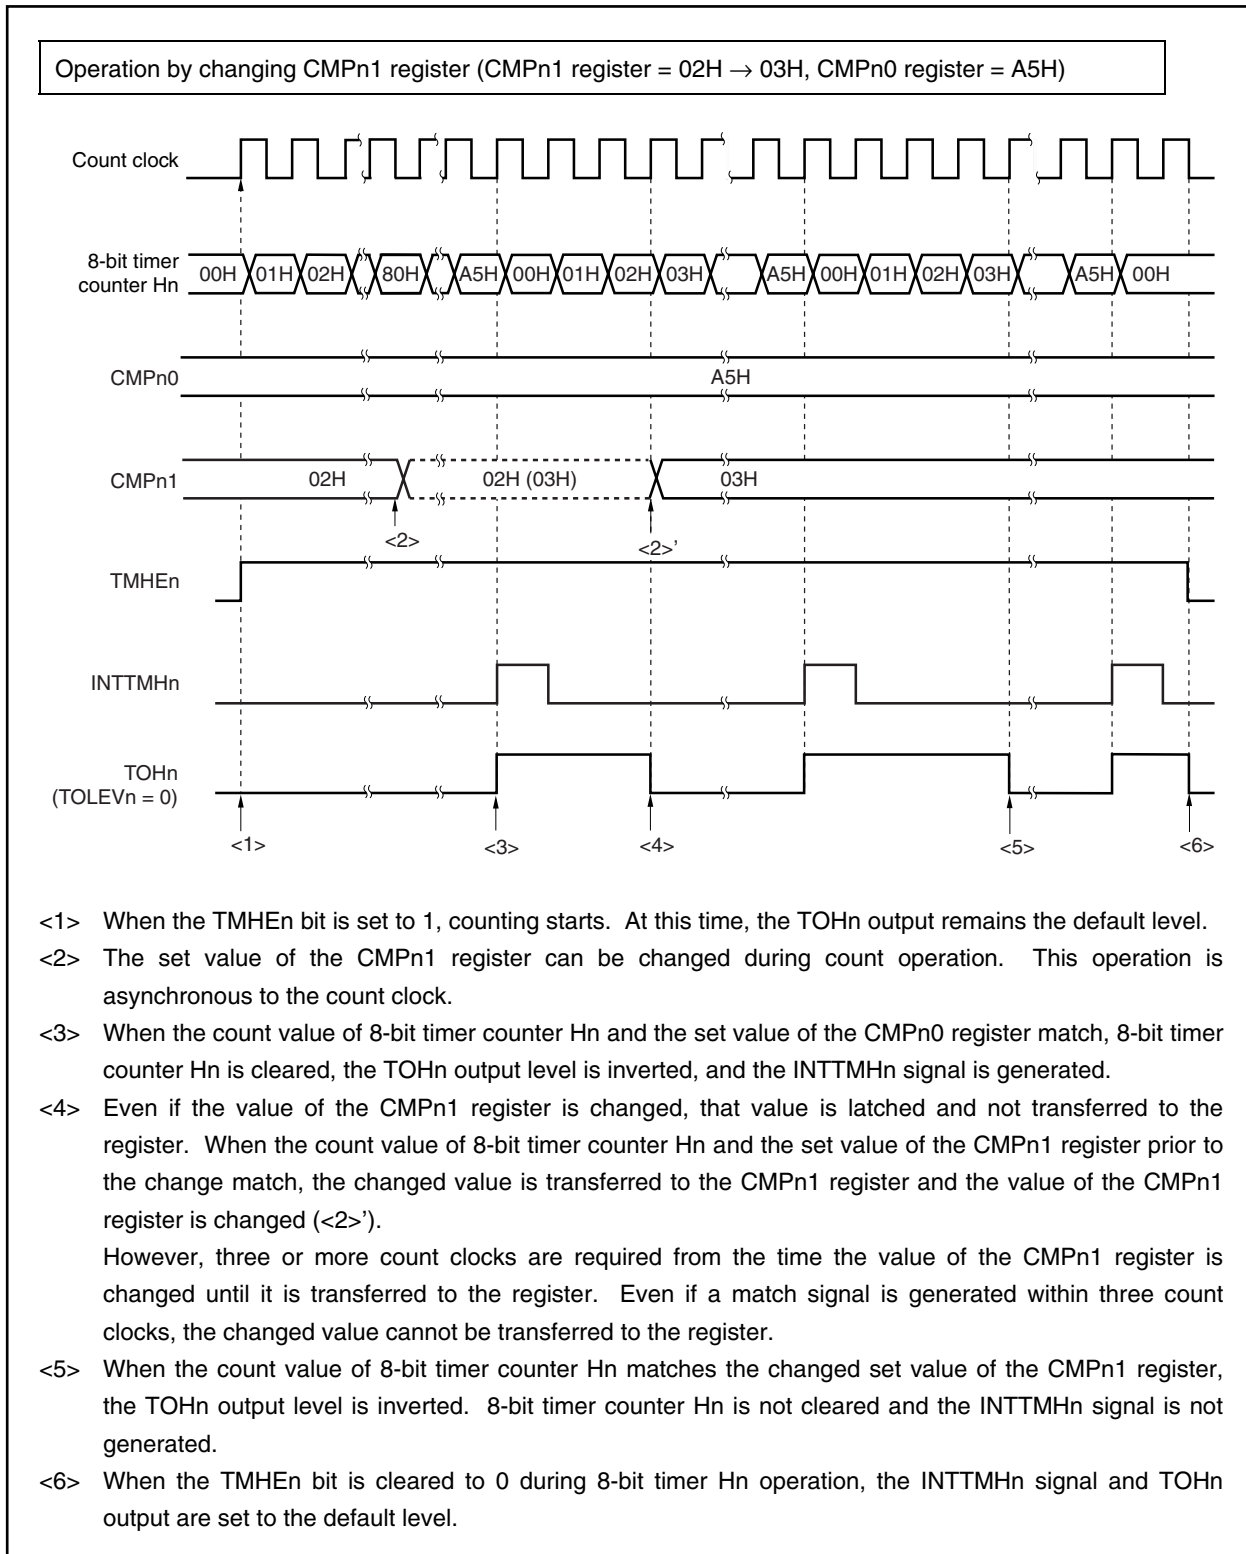 Operation by changing CMPn1 register (CMPn1 register = 02H → 03H, CMPn0 register = A5H)
Count clock
8-bit timer
counter Hn
00H 01H 02H 80H A5H 00H 01H 02H 03H A5H 00H 01H 02H 03H A5H 00H
CMPn0
A5H
CMPn1
02H 02H (03H) 03H
<2> <2>’
TMHEn
INTTMHn
TOHn
(TOLEVn = 0)
<1> <3> <4> <5> <6>
<1> When the TMHEn bit is set to 1, counting starts. At this time, the TOHn output remains the default level.
<2> The set value of the CMPn1 register can be changed during count operation. This operation is
asynchronous to the count clock.
<3> When the count value of 8-bit timer counter Hn and the set value of the CMPn0 register match, 8-bit timer
counter Hn is cleared, the TOHn output level is inverted, and the INTTMHn signal is generated.
<4> Even if the value of the CMPn1 register is changed, that value is latched and not transferred to the
register. When the count value of 8-bit timer counter Hn and the set value of the CMPn1 register prior to
the change match, the changed value is transferred to the CMPn1 register and the value of the CMPn1
register is changed (<2>’).
However, three or more count clocks are required from the time the value of the CMPn1 register is
changed until it is transferred to the register. Even if a match signal is generated within three count
clocks, the changed value cannot be transferred to the register.
<5> When the count value of 8-bit timer counter Hn matches the changed set value of the CMPn1 register,
the TOHn output level is inverted. 8-bit timer counter Hn is not cleared and the INTTMHn signal is not
generated.
<6> When the TMHEn bit is cleared to 0 during 8-bit timer Hn operation, the INTTMHn signal and TOHn
output are set to the default level.